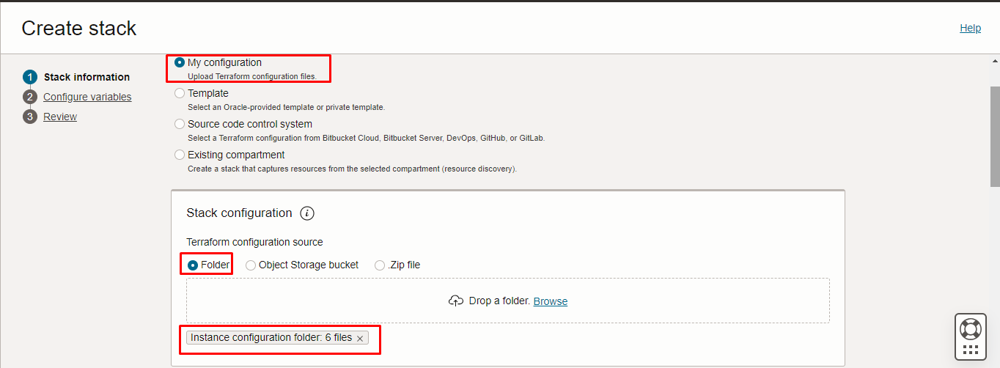 Create stack
Help
1 Stack information
2 Configure variables
3 Review
My configuration
Upload Terraform configuration files.
Template
Select an Oracle-provided template or private template.
Source code control system
Select a Terraform configuration from Bitbucket Cloud, Bitbucket Server, DevOps, GitHub, or GitLab.
Existing compartment
Create a stack that captures resources from the selected compartment (resource discovery).
Stack configuration i
Terraform configuration source
Folder Object Storage bucket .Zip file
Drop a folder. Browse
Instance configuration folder: 6 files ×